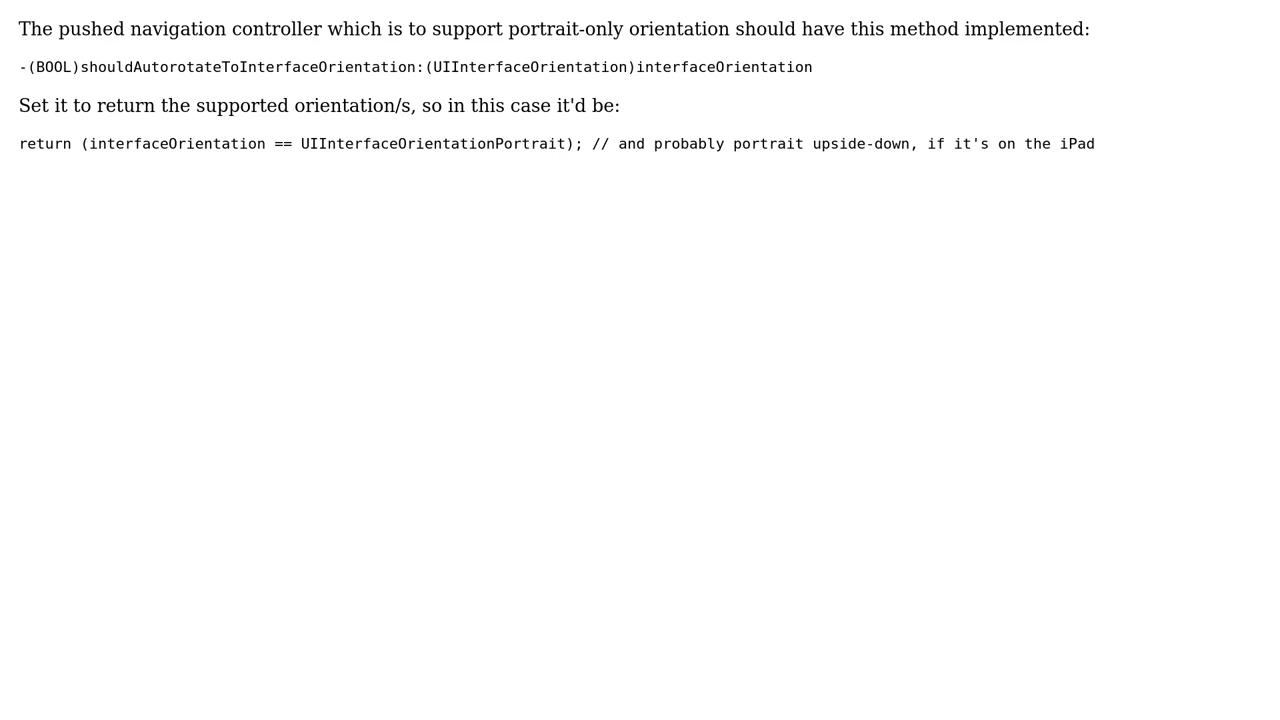 The pushed navigation controller which is to support portrait-only orientation should have this method implemented:
-(BOOL)shouldAutorotateToInterfaceOrientation:(UIInterfaceOrientation)interfaceOrientation
Set it to return the supported orientation/s, so in this case it'd be:
return (interfaceOrientation == UIInterfaceOrientationPortrait); // and probably portrait upside-down, if it's on the iPad